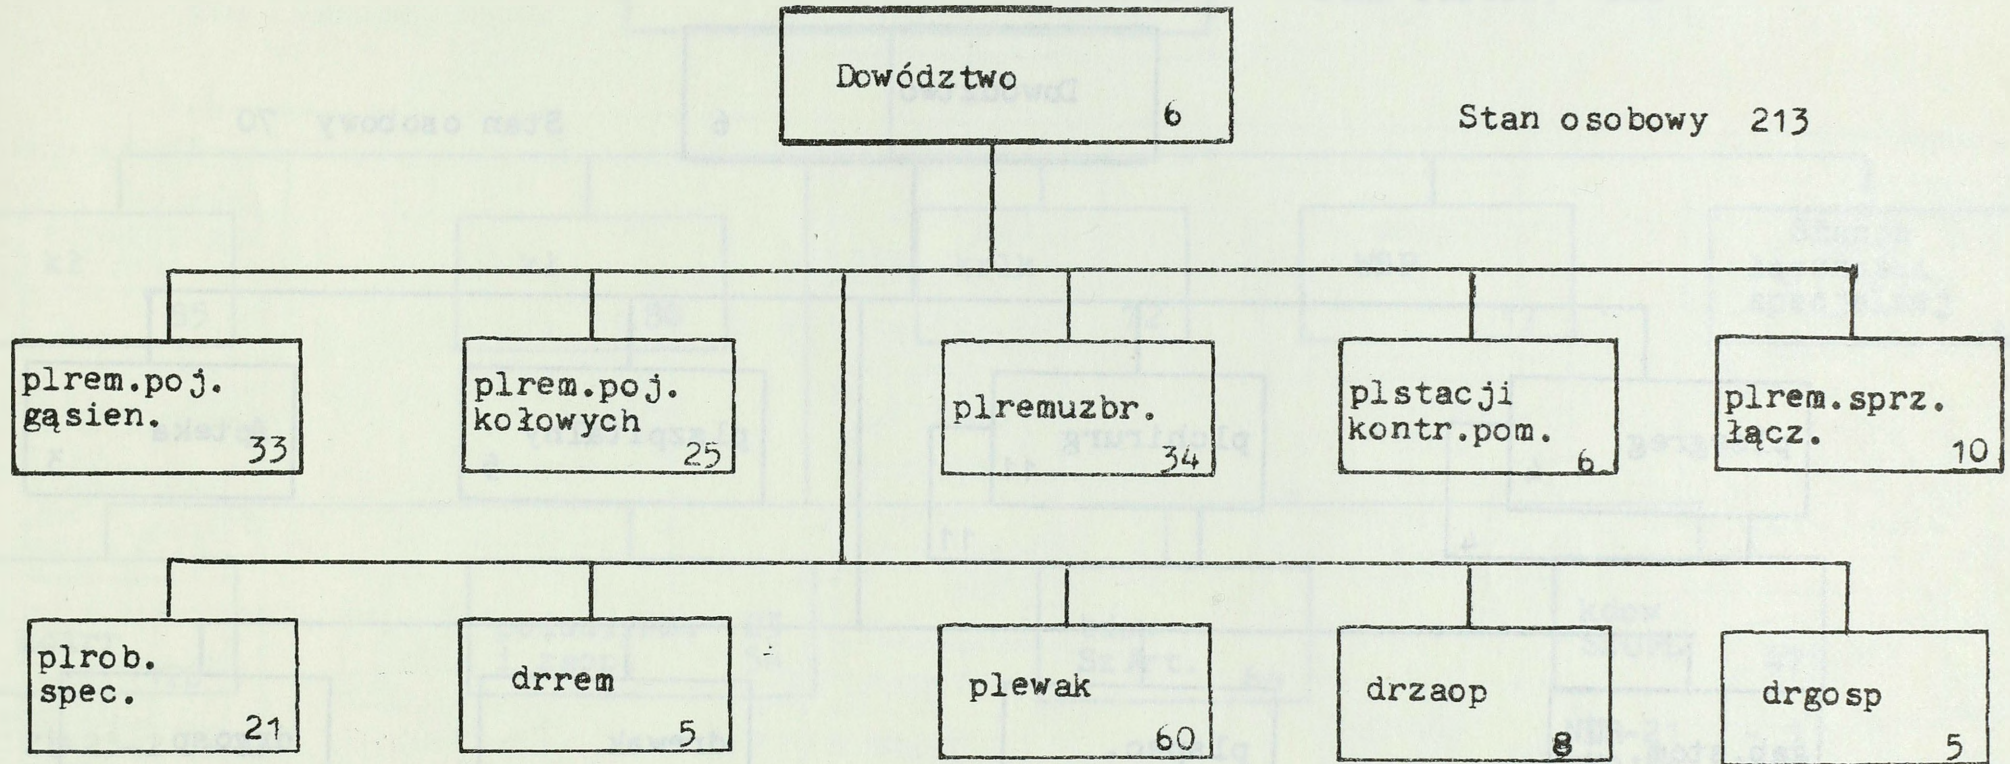 Dowództwo
6
Stan osobowy 213
plrem.poj.
gąsien.
33
plrem.poj.
kołowych
25
plremuzbr.
34
plstacji
kontr.pom.
6
plrem.sprz.
łącz.
10
plrob.
spec.
21
drrem
5
plewak
60
drzaop
8
drgosp
5